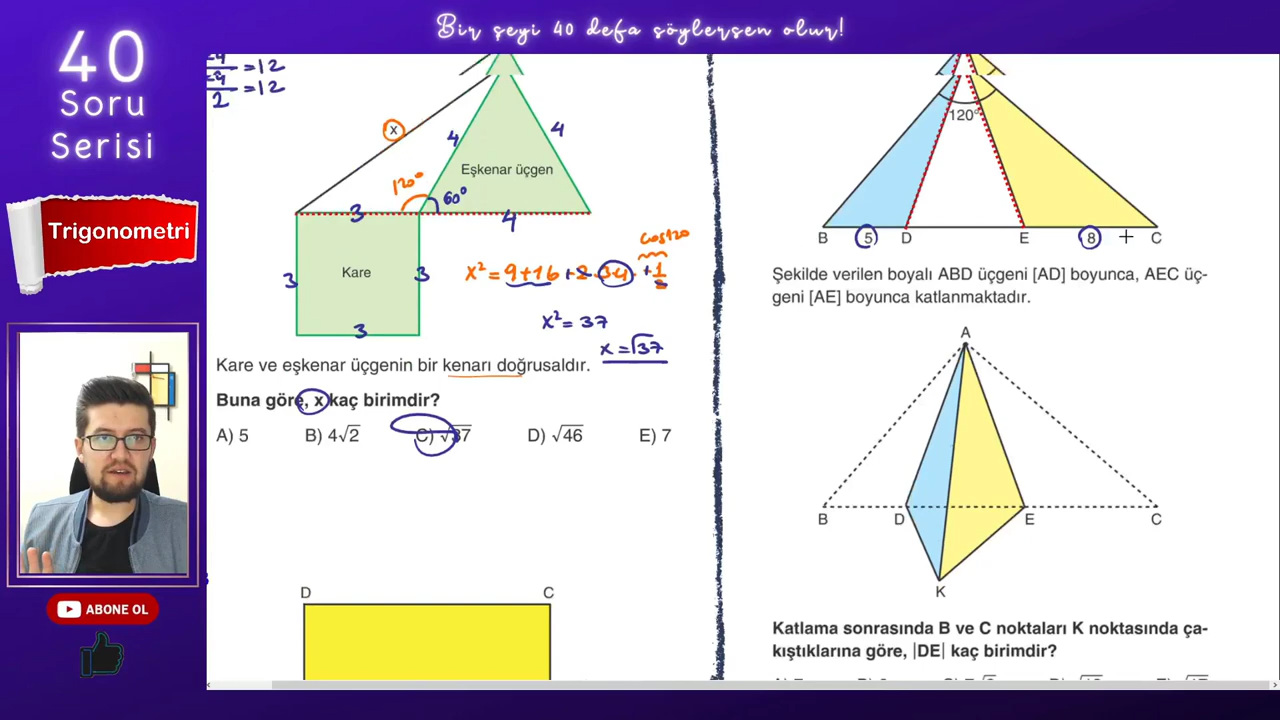 Bir şeyi 40 defa söylersen olur!
40
Soru
Serisi
Trigonometri
ABONE OL
=12
2 =12
x
4
4
Eşkenar üçgen
120°
60°
3
4
3
Kare
3
3
cos120
x² = 9+16 +2.3.4. +1/2
x² = 37
x = √37
Kare ve eşkenar üçgenin bir kenarı doğrusaldır.
Buna göre, x kaç birimdir?
A) 5 B) 4√2 C) √37 D) √46 E) 7
D C
120°
B 5 D E 8 C
Şekilde verilen boyalı ABD üçgeni [AD] boyunca, AEC üç-
geni [AE] boyunca katlanmaktadır.
A
B D E C
K
Katlama sonrasında B ve C noktaları K noktasında ça-
kıştıklarına göre, |DE| kaç birimdir?